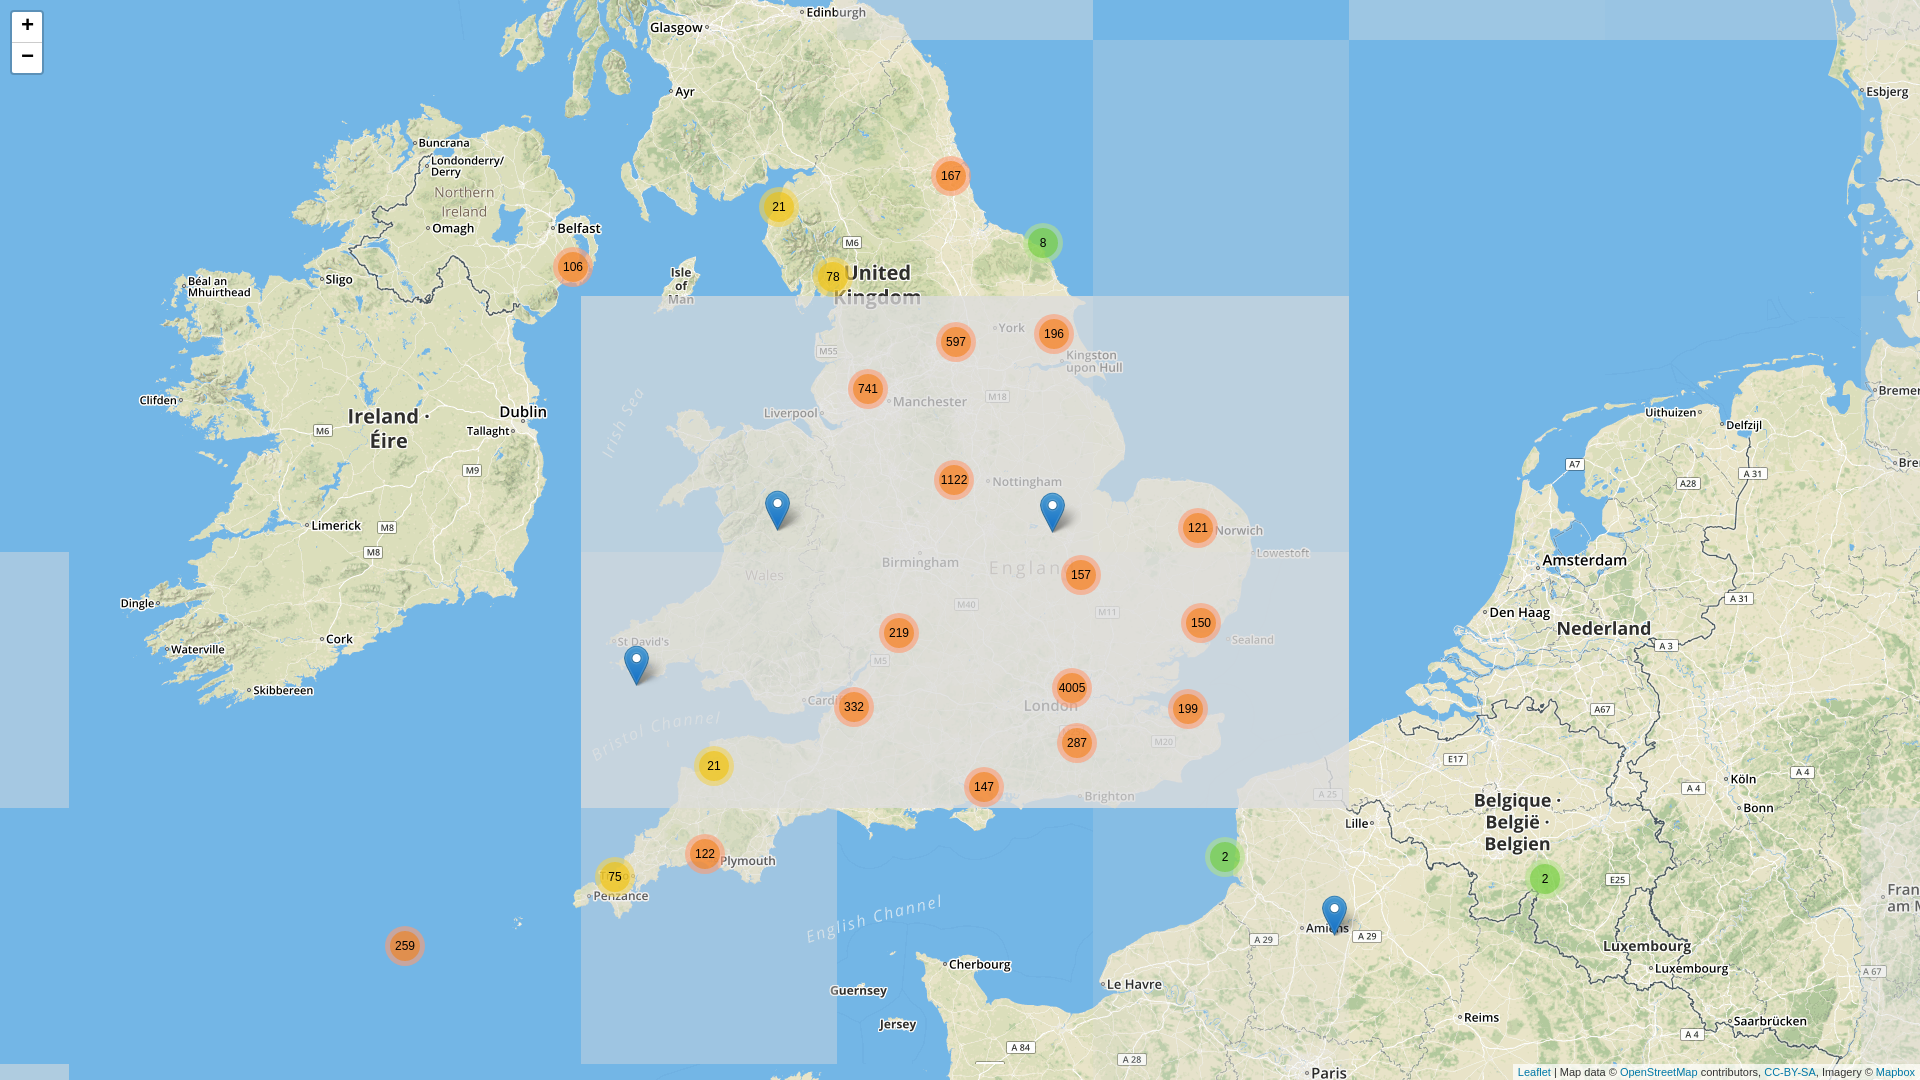 +
−
Glasgow
Edinburgh
Ayr
Esbjerg
Buncrana
Londonderry/
Derry
Northern
Ireland
Omagh
Belfast
167
21
8
M6
106
78
United
Kingdom
Isle
of
Man
Sligo
Béal an
Mhuirthead
York
196
597
M55
Kingston
upon Hull
741
Manchester
M18
Liverpool
Irish Sea
Clifden
Ireland ·
Éire
Dublin
Tallaght
M6
M9
Uithuizen
Delfzijl
A7
A 31
A28
1122
Nottingham
Limerick
M8
M8
121
Norwich
Lowestoft
Birmingham
Wales
Englan
157
Amsterdam
M40
M11
A 31
Dingle
Den Haag
Nederland
150
219
Sealand
Cork
Waterville
St David's
M5
A 3
Skibbereen
4005
London
199
332
Cardi
A67
Bristol Channel
287
M20
E17
21
147
Brighton
A 25
A 4
Köln
A 4
Bonn
Belgique ·
België ·
Belgien
Lille
122
Plymouth
2
2
E25
75
Penzance
English Channel
Amiens
A 29
A 29
259
Luxembourg
Luxembourg
Cherbourg
A 67
Le Havre
Guernsey
Jersey
Reims
Saarbrücken
A 84
A 28
A 4
Paris
Leaflet | Map data © OpenStreetMap contributors, CC-BY-SA, Imagery © Mapbox